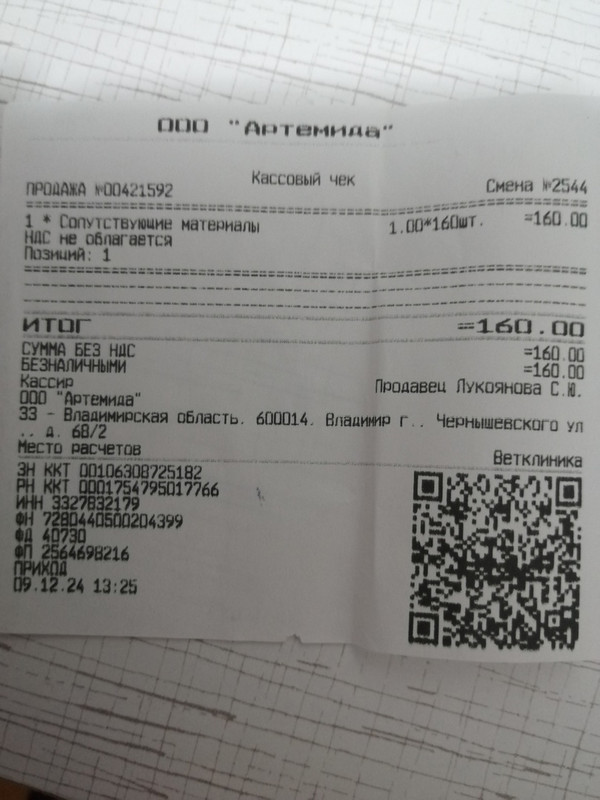 ООО "Артемида"
Кассовый чек
ПРОДАЖА №00421592 Смена №2544
1 * Сопутствующие материалы 1.00*160шт. =160.00
НДС не облагается
Позиций: 1
ИТОГ =160.00
СУММА БЕЗ НДС =160.00
БЕЗНАЛИЧНЫМИ =160.00
Кассир Продавец Лукоянова С.Ю.
ООО "Артемида"
33 - Владимирская область. 600014. Владимир г.. Чернышевского ул
.. д. 68/2
Место расчетов Ветклиника
ЗН ККТ 00106308725182
РН ККТ 0001754795017766
ИНН 3327832179
ФН 7280440500204399
ФД 40730
ФП 2564698216
ПРИХОД
09.12.24 13:25